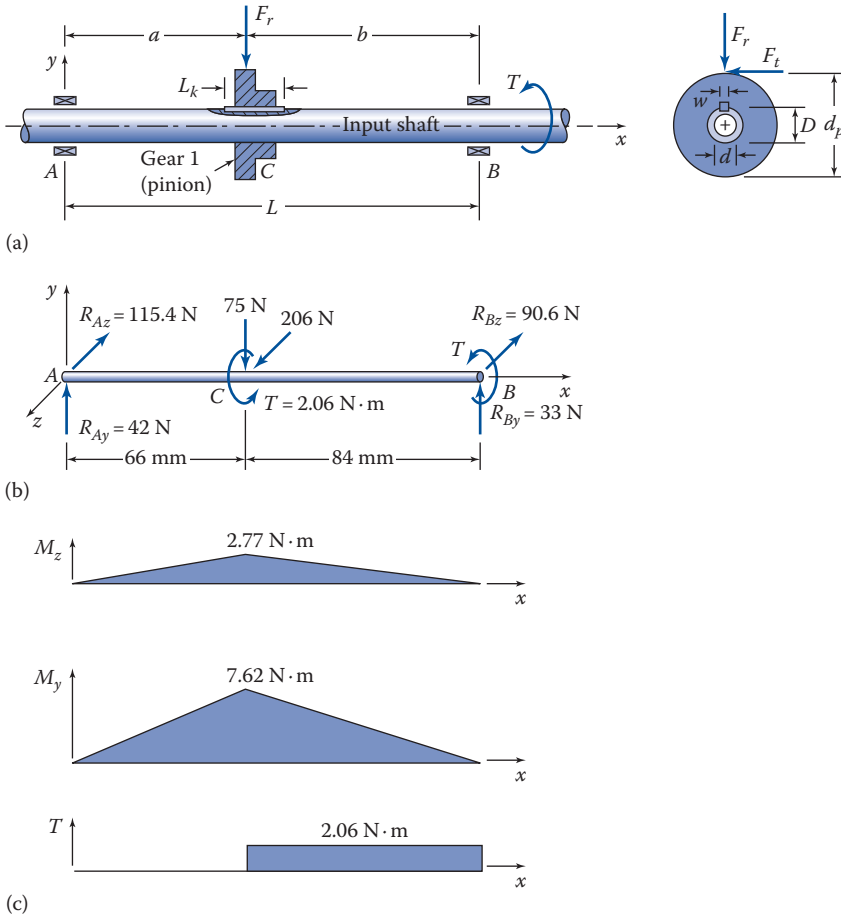 F_r
a
b
y
L_k
T
Input shaft
x
Gear 1
(pinion)
A
C
B
L
F_r
F_t
w
D
d
d_p
(a)
y
R_Az = 115.4 N
75 N
206 N
R_Bz = 90.6 N
T
A
C
B
x
z
T = 2.06 N·m
R_Ay = 42 N
R_By = 33 N
66 mm
84 mm
(b)
M_z
2.77 N·m
x
M_y
7.62 N·m
x
T
2.06 N·m
x
(c)